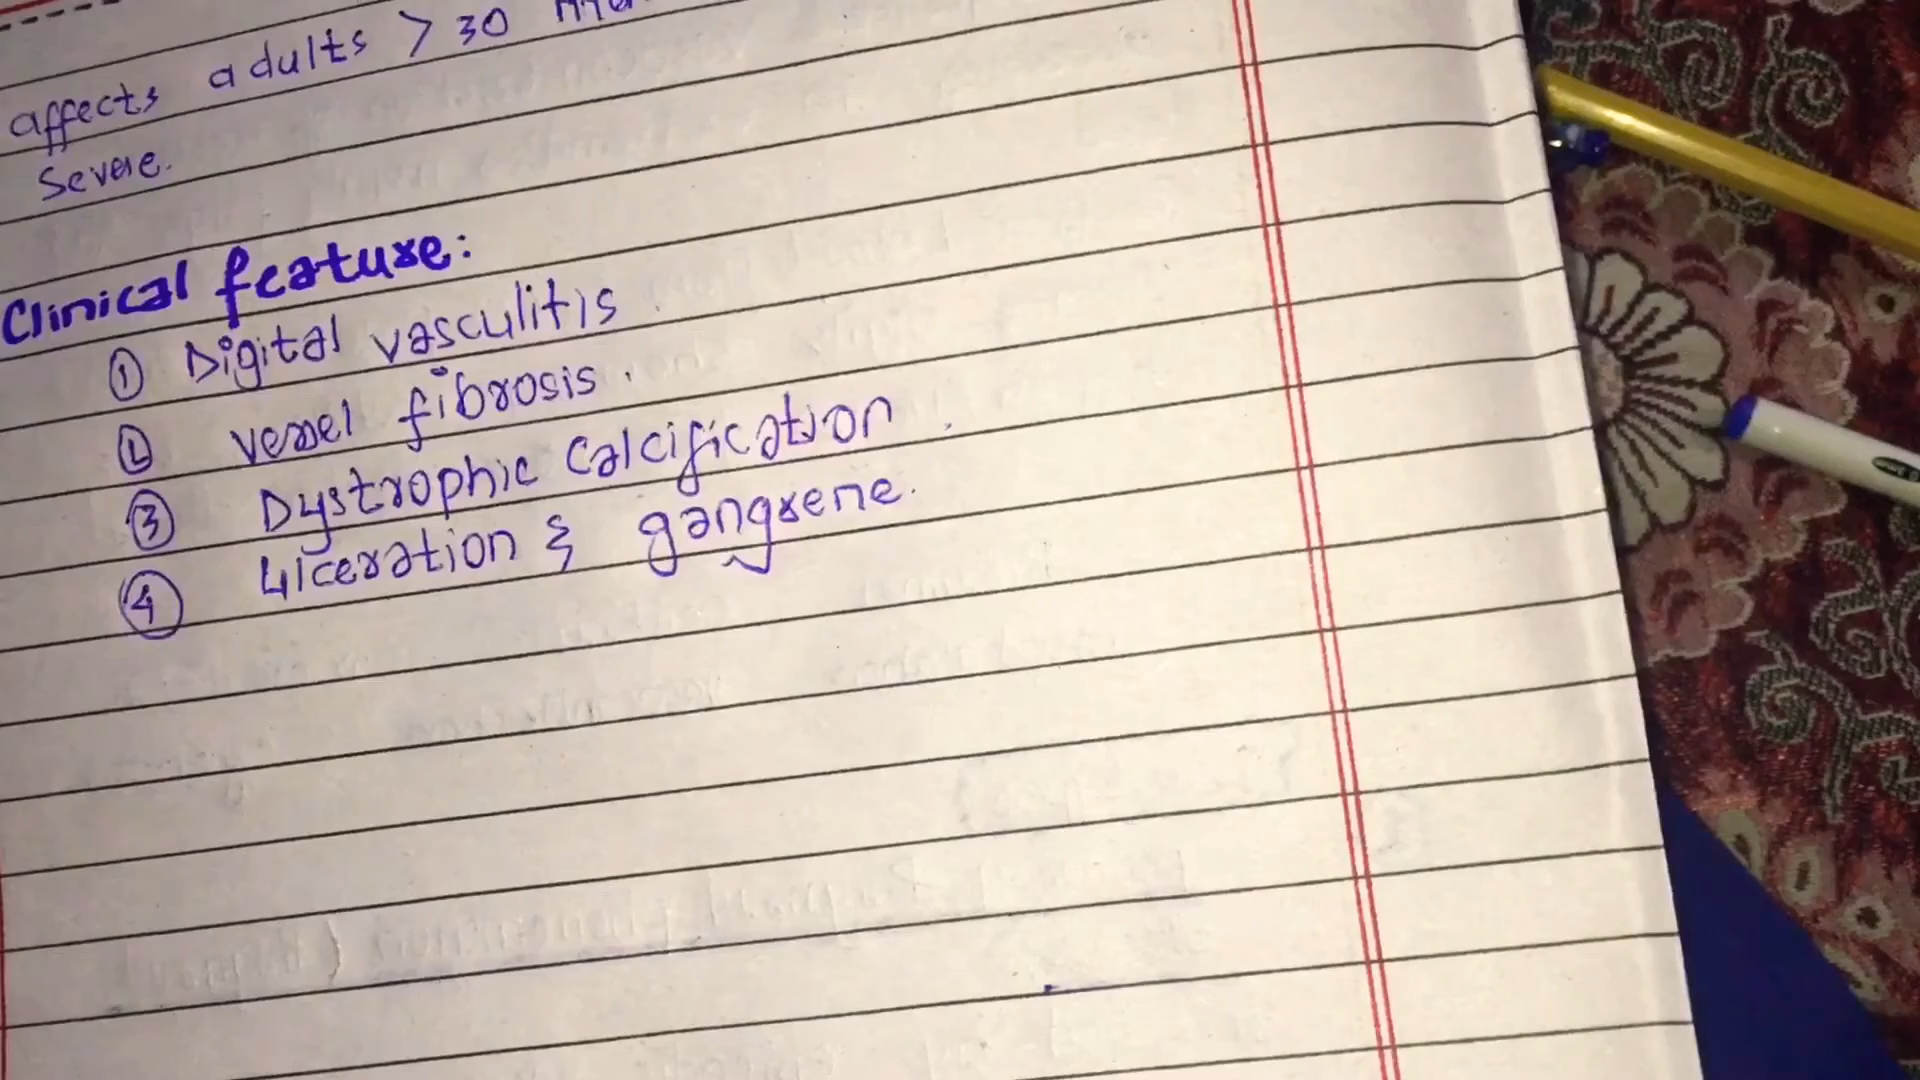 affects adults > 30
Severe.
Clinical feature:
① Digital vasculitis.
② vessel fibrosis.
③ Dystrophic calcification.
④ Ulceration & gangrene.